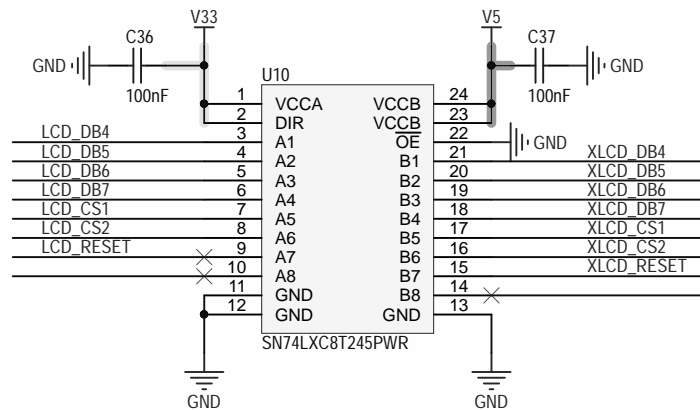 V33
V5
C36
C37
GND
GND
100nF
100nF
U10
1 VCCA VCCB 24
2 DIR VCCB 23
3 A1 OE 22 GND
LCD_DB4 4 A2 B1 21 XLCD_DB4
LCD_DB5 5 A3 B2 20 XLCD_DB5
LCD_DB6 6 A4 B3 19 XLCD_DB6
LCD_DB7 7 A5 B4 18 XLCD_DB7
LCD_CS1 8 A6 B5 17 XLCD_CS1
LCD_CS2 9 A7 B6 16 XLCD_CS2
LCD_RESET 10 A8 B7 15 XLCD_RESET
11 GND B8 14
12 GND GND 13
SN74LXC8T245PWR
GND
GND